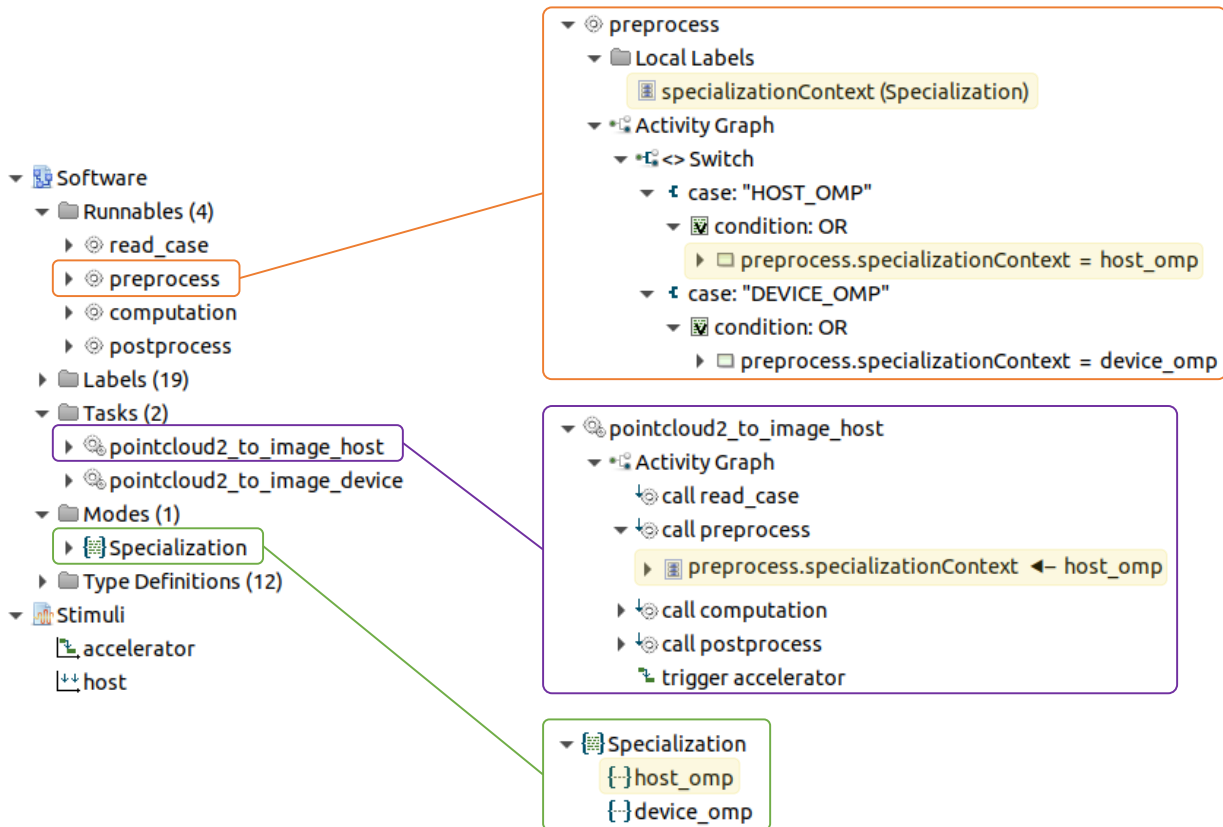 Software
Runnables (4)
read_case
preprocess
computation
postprocess
Labels (19)
Tasks (2)
pointcloud2_to_image_host
pointcloud2_to_image_device
Modes (1)
Specialization
Type Definitions (12)
Stimuli
accelerator
host
preprocess
Local Labels
specializationContext (Specialization)
Activity Graph
<> Switch
case: "HOST_OMP"
condition: OR
preprocess.specializationContext = host_omp
case: "DEVICE_OMP"
condition: OR
preprocess.specializationContext = device_omp
pointcloud2_to_image_host
Activity Graph
call read_case
call preprocess
preprocess.specializationContext ◄– host_omp
call computation
call postprocess
trigger accelerator
Specialization
host_omp
device_omp